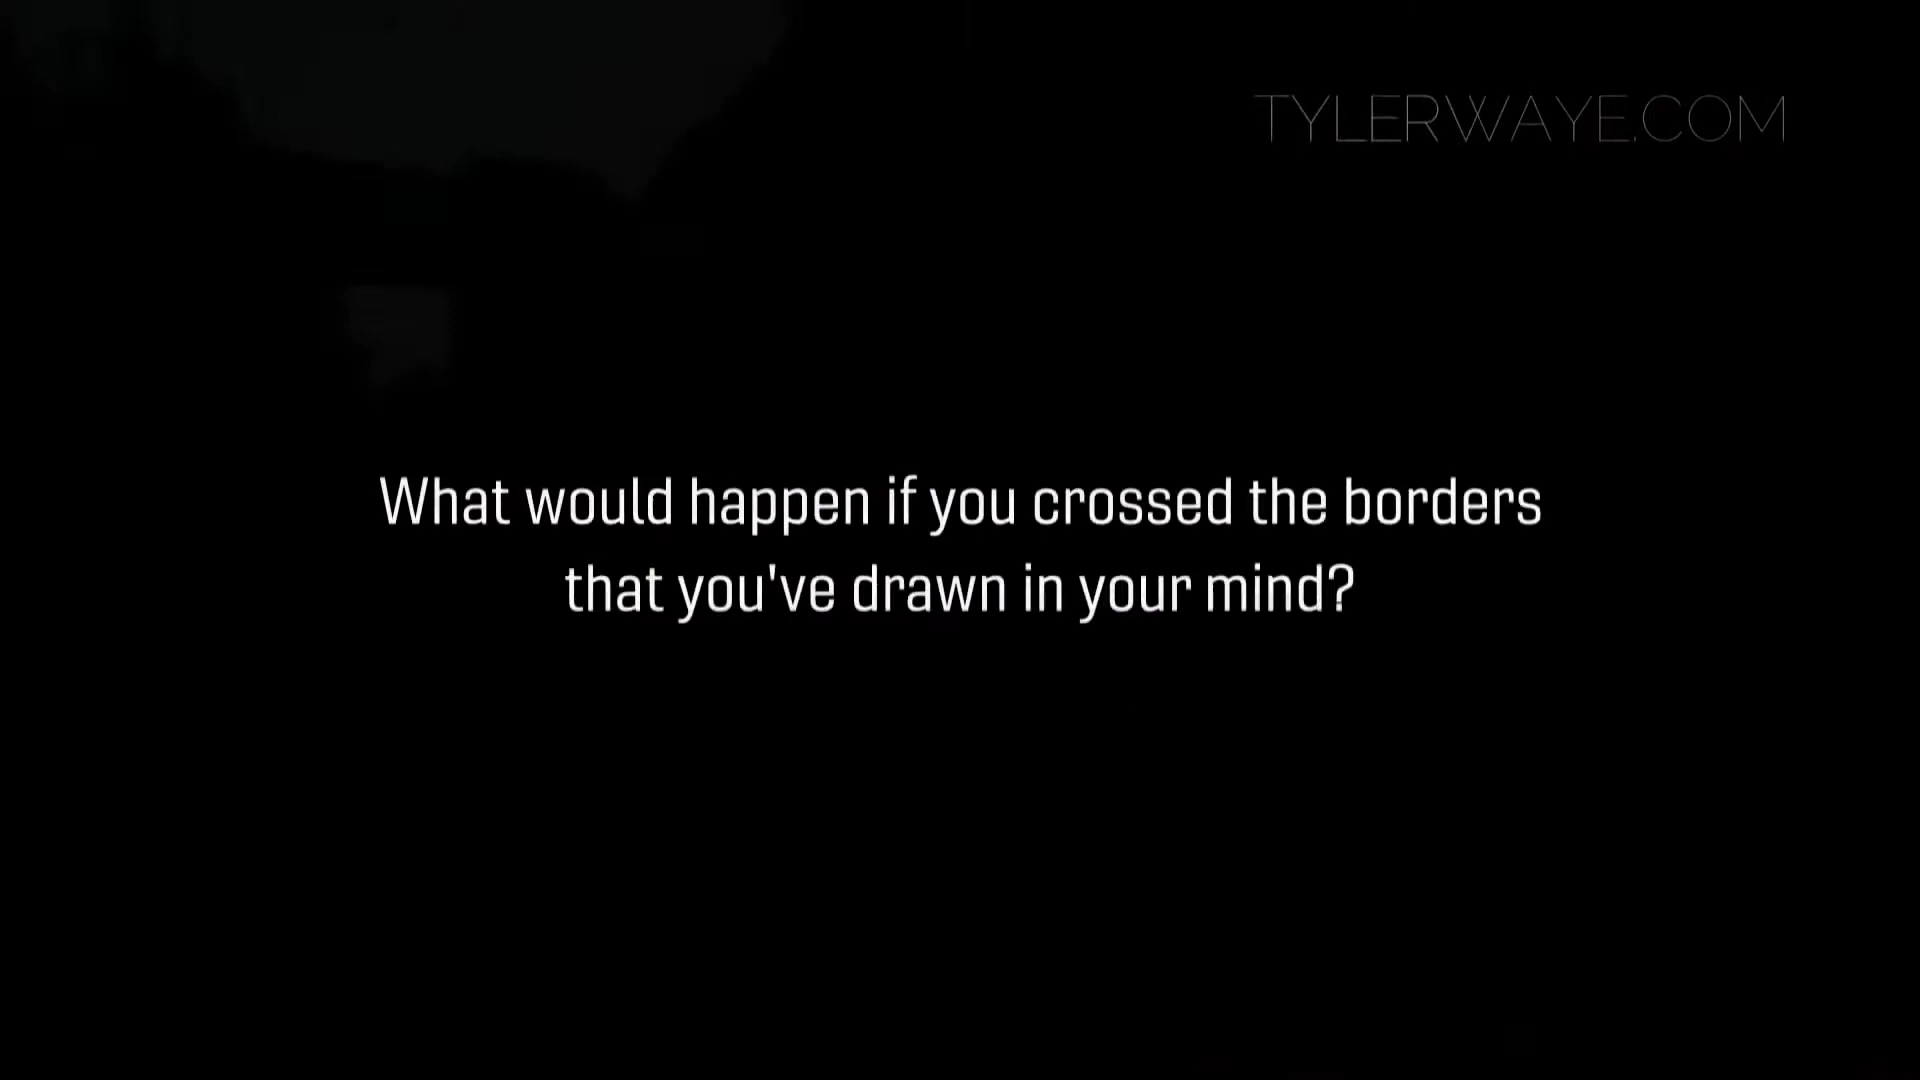 TYLERWAYE.COM
What would happen if you crossed the borders
that you've drawn in your mind?